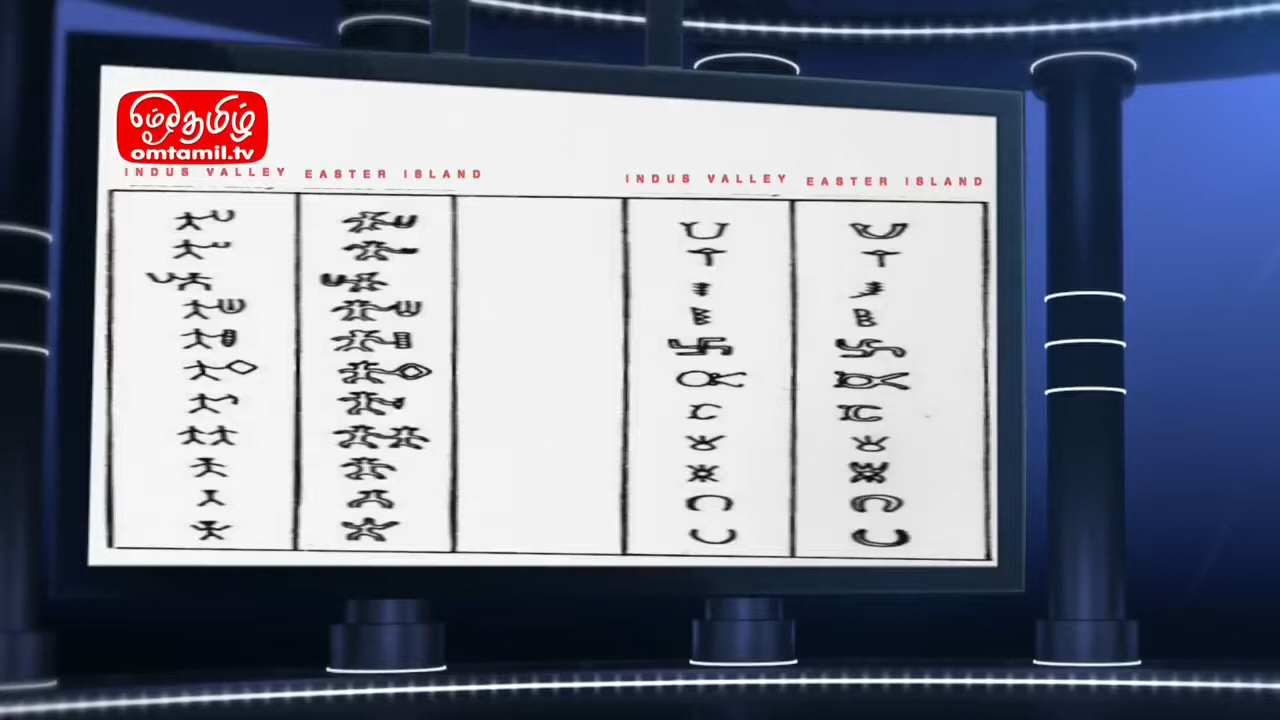 ஓம்தமிழ்
omtamil.tv
INDUS VALLEY EASTER ISLAND INDUS VALLEY EASTER ISLAND